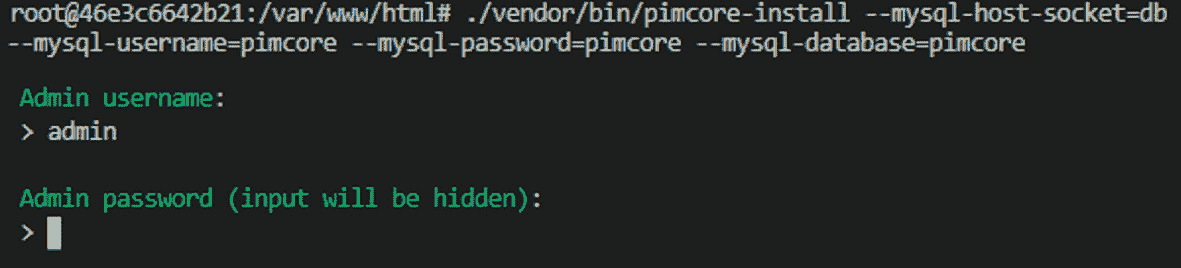 root@46e3c6642b21:/var/www/html# ./vendor/bin/pimcore-install --mysql-host-socket=db
--mysql-username=pimcore --mysql-password=pimcore --mysql-database=pimcore
Admin username:
> admin
Admin password (input will be hidden):
>